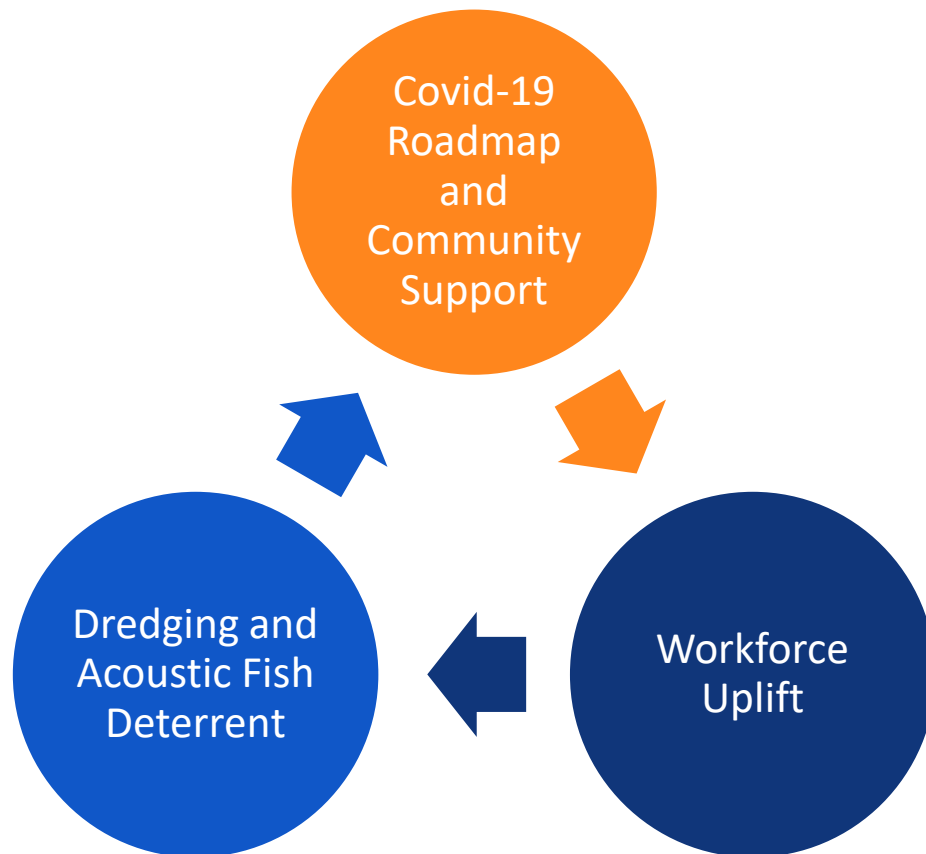 Covid-19
Roadmap
and
Community
Support
Dredging and
Acoustic Fish
Deterrent
Workforce
Uplift